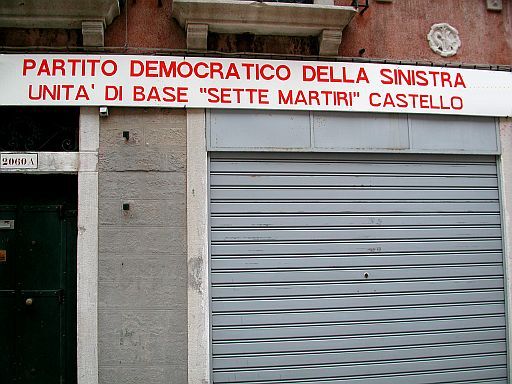 PARTITO DEMOCRATICO DELLA SINISTRA
UNITA' DI BASE "SETTE MARTIRI" CASTELLO
2060A